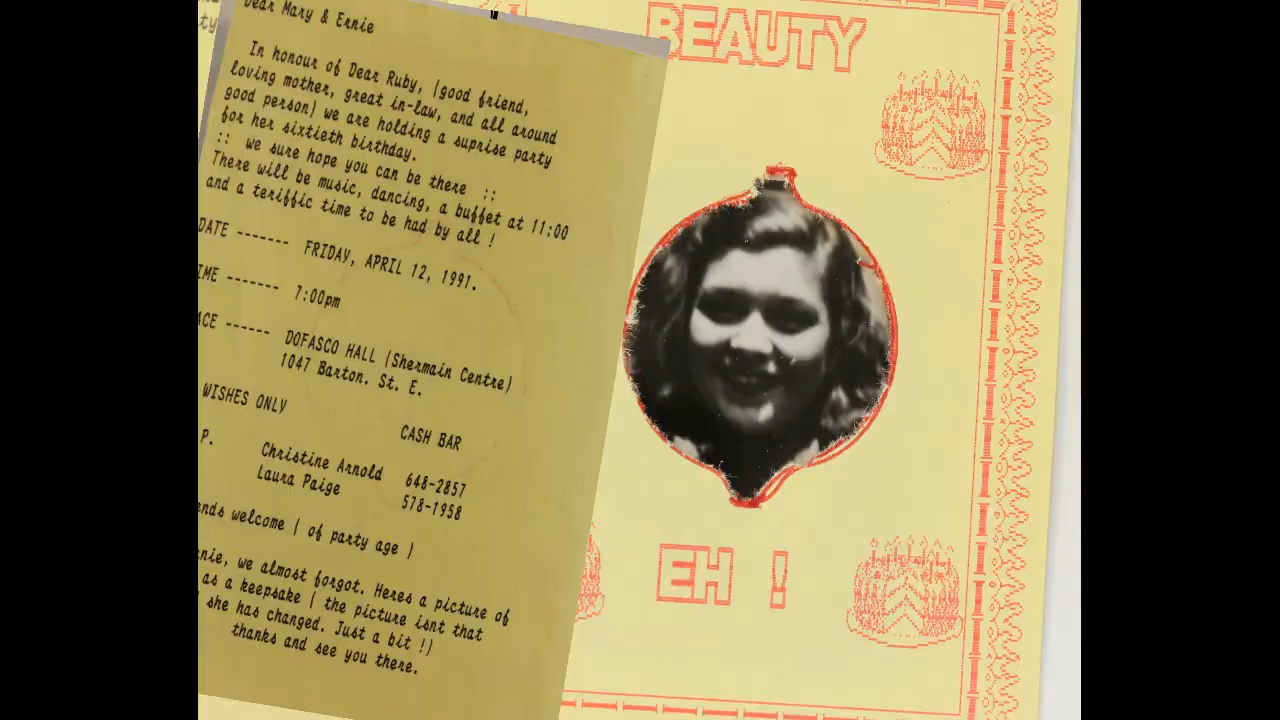 Dear Mary & Ernie
In honour of Dear Ruby, (good friend,
loving mother, great in-law, and all around
good person) we are holding a suprise party
for her sixtieth birthday.
:: we sure hope you can be there ::
There will be music, dancing, a buffet at 11:00
and a teriffic time to be had by all !
DATE ------- FRIDAY, APRIL 12, 1991.
IME ------- 7:00pm
ACE ------ DOFASCO HALL (Shermain Centre)
1047 Barton. St. E.
WISHES ONLY
CASH BAR
P. Christine Arnold 648-2857
Laura Paige 578-1958
ends welcome ( of party age )
nie, we almost forgot. Heres a picture of
as a keepsake ( the picture isnt that
she has changed. Just a bit !)
thanks and see you there.
BEAUTY
EH !